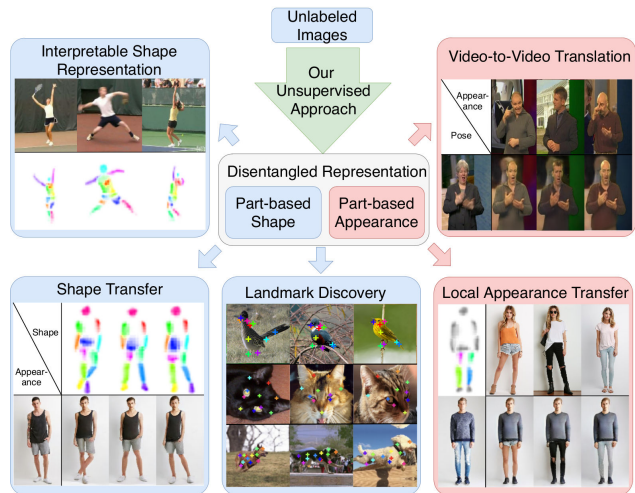 Unlabeled
Images
Our
Unsupervised
Approach
Interpretable Shape
Representation
Video-to-Video Translation
Appear-
ance
Pose
Disentangled Representation
Part-based
Shape
Part-based
Appearance
Shape Transfer
Shape
Appear-
ance
Landmark Discovery
Local Appearance Transfer